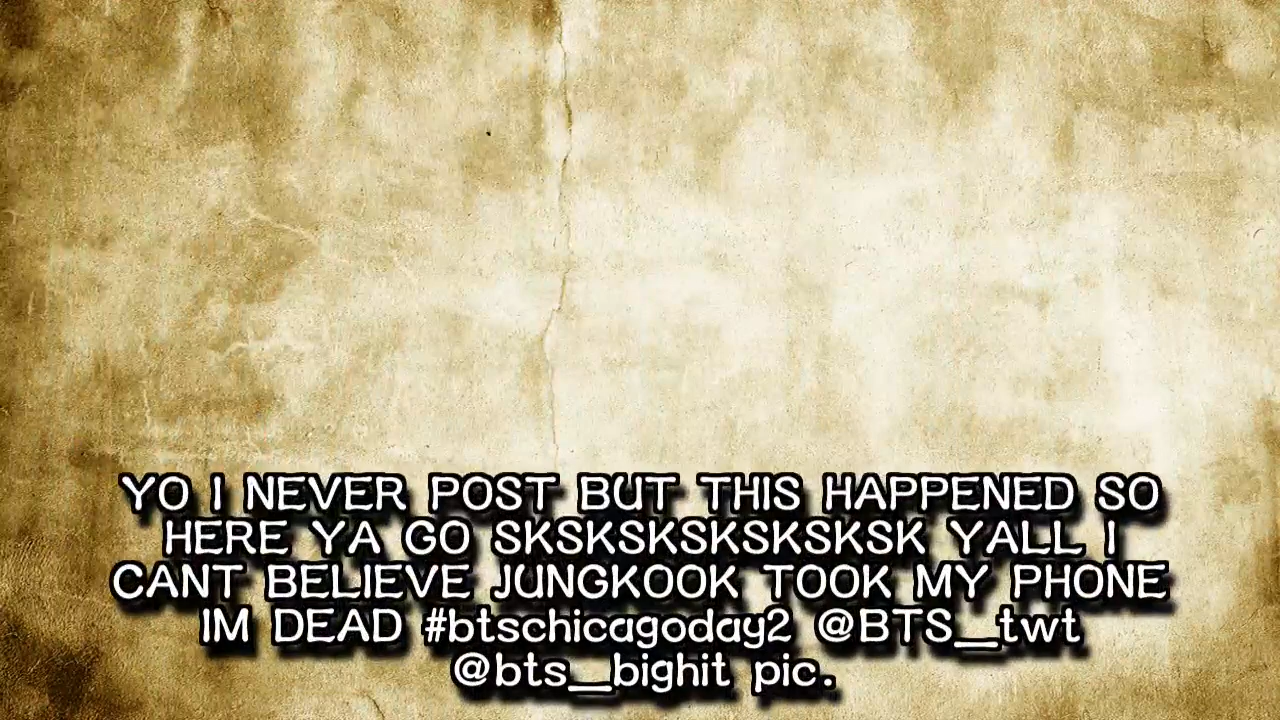 YO I NEVER POST BUT THIS HAPPENED SO
HERE YA GO SKSKSKSKSKSKSK YALL I
CANT BELIEVE JUNGKOOK TOOK MY PHONE
IM DEAD #btschicagoday2 @BTS_twt
@bts_bighit pic.